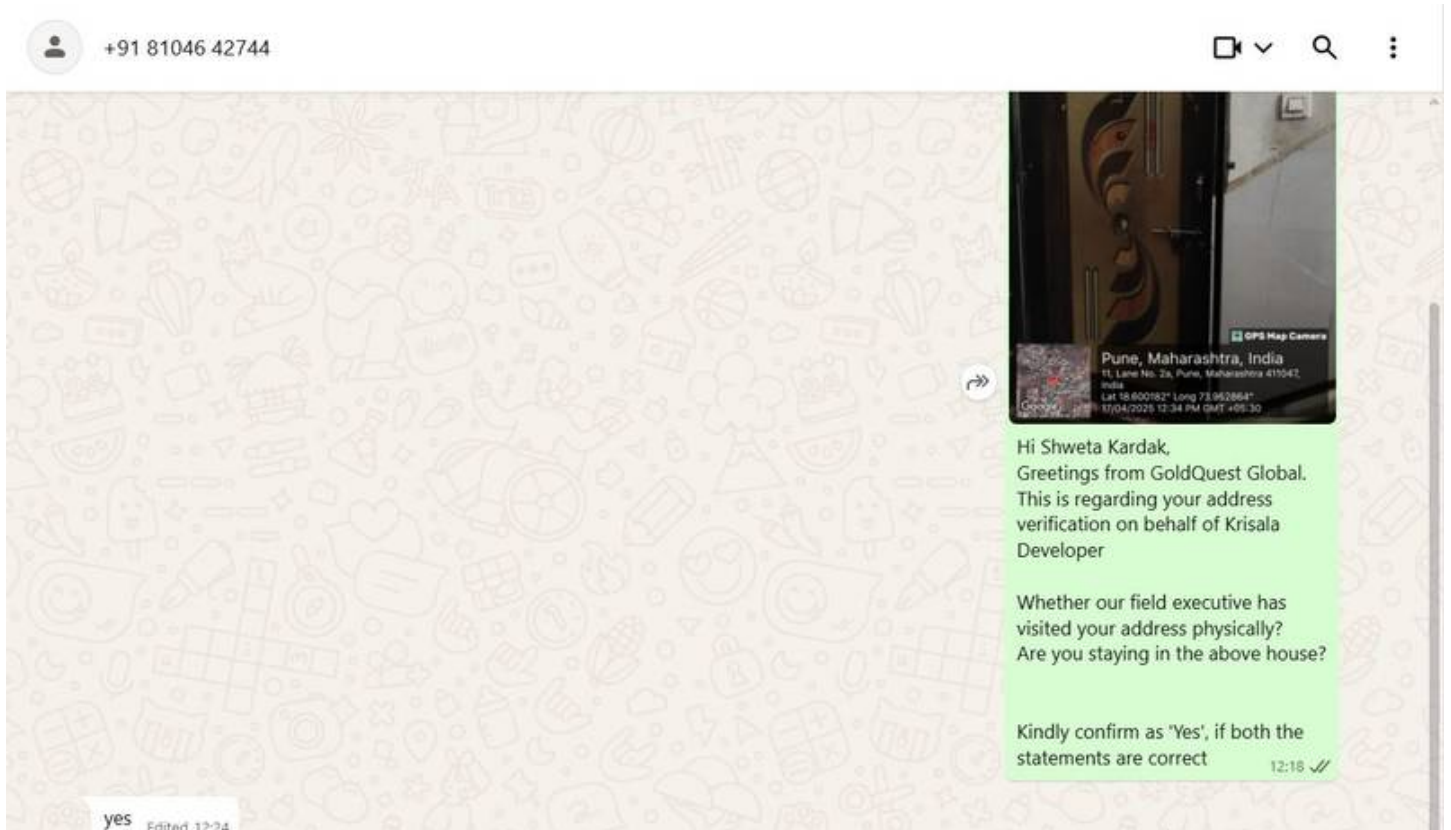 +91 81046 42744
GPS Map Camera
Pune, Maharashtra, India
11, Lane No. 2a, Pune, Maharashtra 411047,
India
Lat 18.600182° Long 73.952864°
17/04/2025 12:34 PM GMT +05:30
Google
Hi Shweta Kardak,
Greetings from GoldQuest Global.
This is regarding your address
verification on behalf of Krisala
Developer
Whether our field executive has
visited your address physically?
Are you staying in the above house?
Kindly confirm as 'Yes', if both the
statements are correct
12:18
yes Edited 12:24